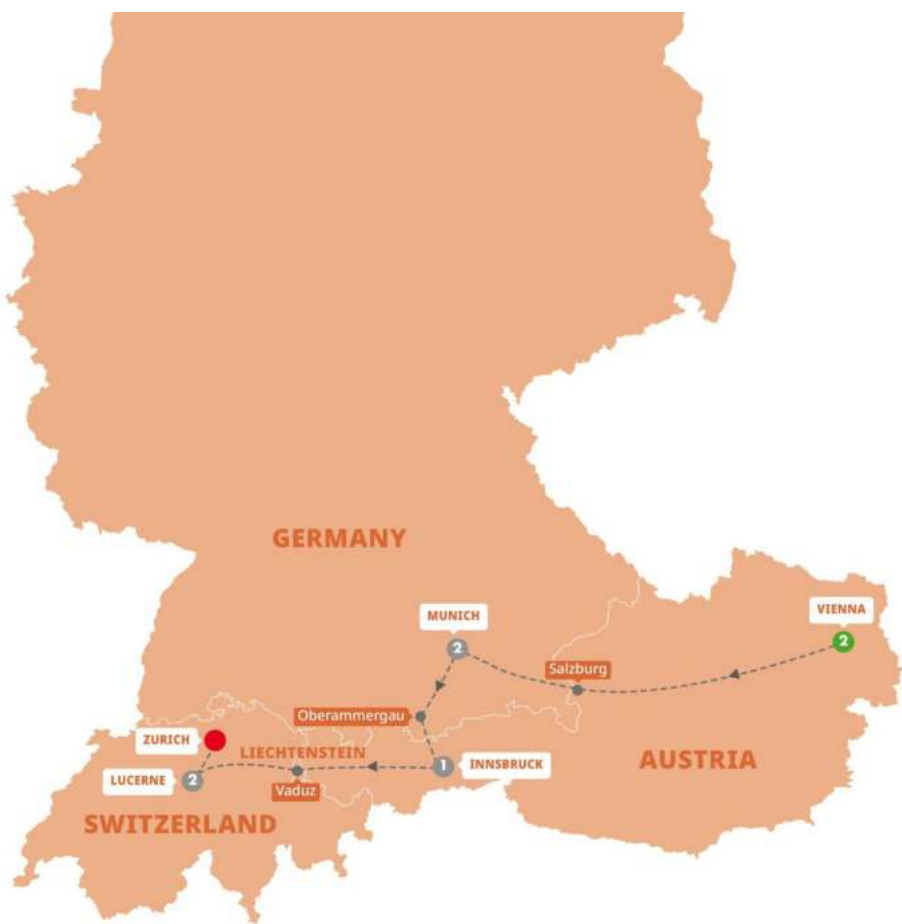 GERMANY
MUNICH
2
VIENNA
2
Salzburg
Oberammergau
ZURICH
LIECHTENSTEIN
INNSBRUCK
1
AUSTRIA
LUCERNE
2
Vaduz
SWITZERLAND